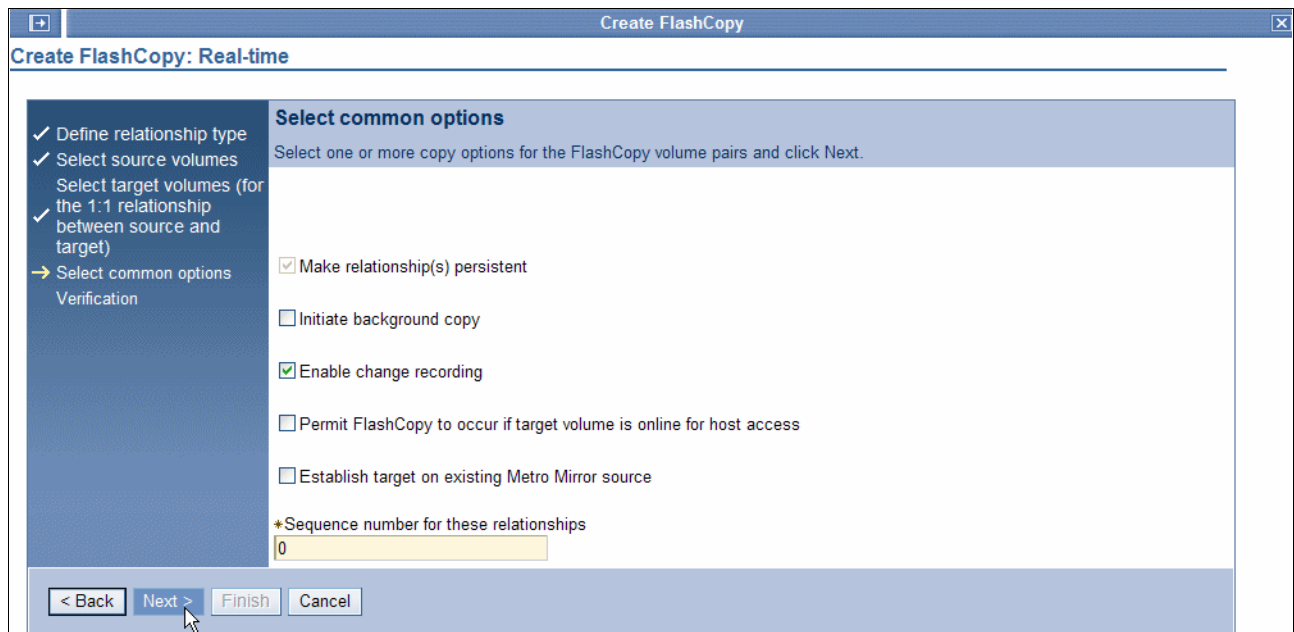 Create FlashCopy
Create FlashCopy: Real-time
Define relationship type
Select source volumes
Select target volumes (for
the 1:1 relationship
between source and
target)
Select common options
Verification
Select common options
Select one or more copy options for the FlashCopy volume pairs and click Next.
Make relationship(s) persistent
Initiate background copy
Enable change recording
Permit FlashCopy to occur if target volume is online for host access
Establish target on existing Metro Mirror source
*Sequence number for these relationships
0
< Back Next > Finish Cancel